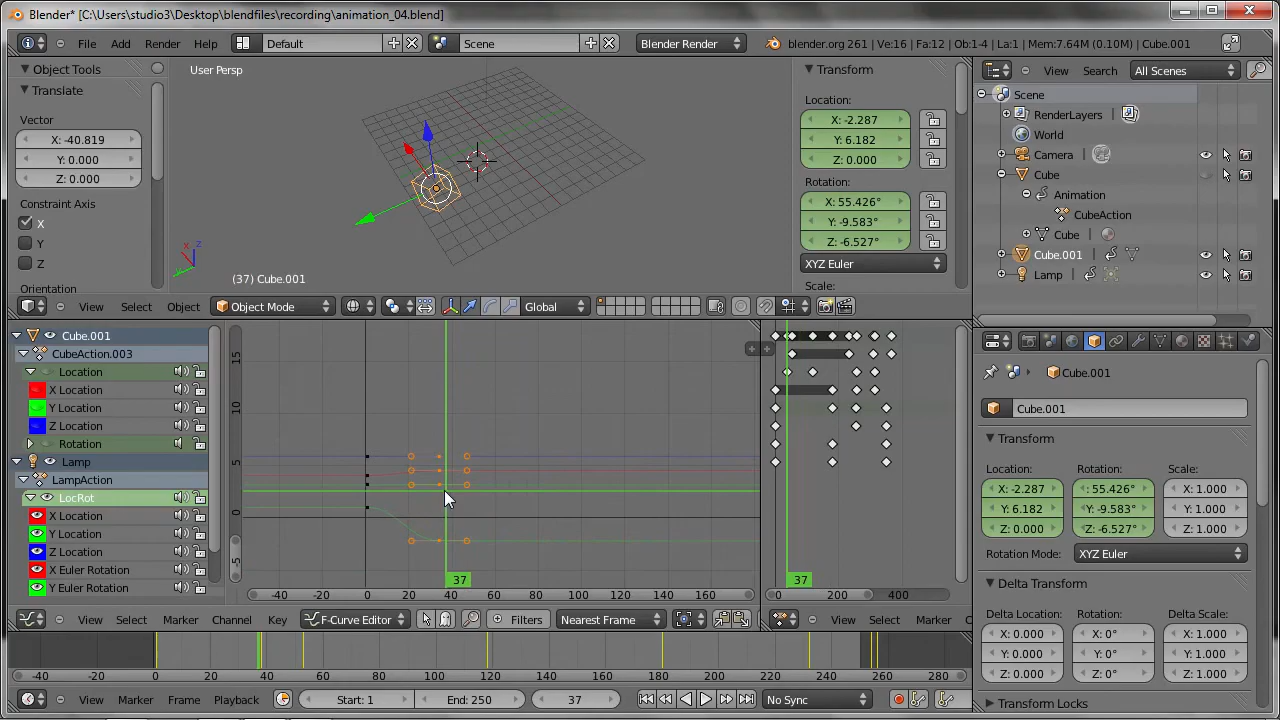 Blender* [C:\Users\studio3\Desktop\blendfiles\recording\animation_04.blend]
File Add Render Help Default Scene Blender Render blender.org 261 | Ve:16 | Fa:12 | Ob:1-4 | La:1 | Mem:7.64M (0.10M) | Cube.001
Object Tools
Translate
Vector
X: -40.819
Y: 0.000
Z: 0.000
Constraint Axis
X
Y
Z
Orientation
User Persp
(37) Cube.001
Transform
Location:
X: -2.287
Y: 6.182
Z: 0.000
Rotation:
X: 55.426°
Y: -9.583°
Z: -6.527°
XYZ Euler
Scale:
View Select Object Object Mode Global
View Search All Scenes
Scene
RenderLayers
World
Camera
Cube
Animation
CubeAction
Cube
Cube.001
Lamp
Cube.001
CubeAction.003
Location
X Location
Y Location
Z Location
Rotation
Lamp
LampAction
LocRot
X Location
Y Location
Z Location
X Euler Rotation
Y Euler Rotation
15
10
5
0
-5
37
-40 -20 0 20 40 60 80 100 120 140 160
37
0 200 400
View Select Marker Channel Key F-Curve Editor Filters Nearest Frame
View Select Marker C
-40 -20 0 20 40 60 80 100 120 140 160 180 200 220 240 260 280
View Marker Frame Playback Start: 1 End: 250 37 No Sync
Cube.001
Cube.001
Transform
Location: Rotation: Scale:
X: -2.287 : 55.426° X: 1.000
Y: 6.182 Y: -9.583° Y: 1.000
Z: 0.000 Z: -6.527° Z: 1.000
Rotation Mode: XYZ Euler
Delta Transform
Delta Location: Rotation: Delta Scale:
X: 0.000 X: 0° X: 1.000
Y: 0.000 Y: 0° Y: 1.000
Z: 0.000 Z: 0° Z: 1.000
Transform Locks